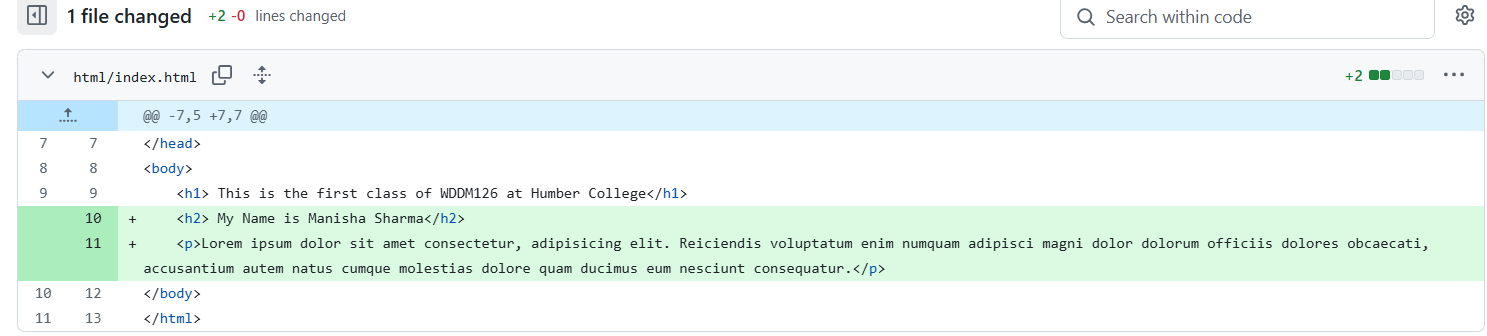 1 file changed +2 -0 lines changed Search within code
html/index.html +2
@@ -7,5 +7,7 @@
7 7 </head>
8 8 <body>
9 9 <h1> This is the first class of WDDM126 at Humber College</h1>
10 + <h2> My Name is Manisha Sharma</h2>
11 + <p>Lorem ipsum dolor sit amet consectetur, adipisicing elit. Reiciendis voluptatum enim numquam adipisci magni dolor dolorum officiis dolores obcaecati,
accusantium autem natus cumque molestias dolore quam ducimus eum nesciunt consequatur.</p>
10 12 </body>
11 13 </html>